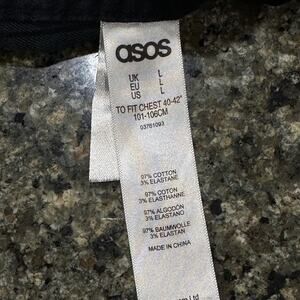 asos
UK L
EU L
US L
TO FIT CHEST 40-42"
101-106CM
03761093
97% COTTON
3% ELASTANE
97% COTON
3% ELASTHANNE
97% ALGODÓN
3% ELASTANO
97% BAUMWOLLE
3% ELASTAN
MADE IN CHINA
Ltd